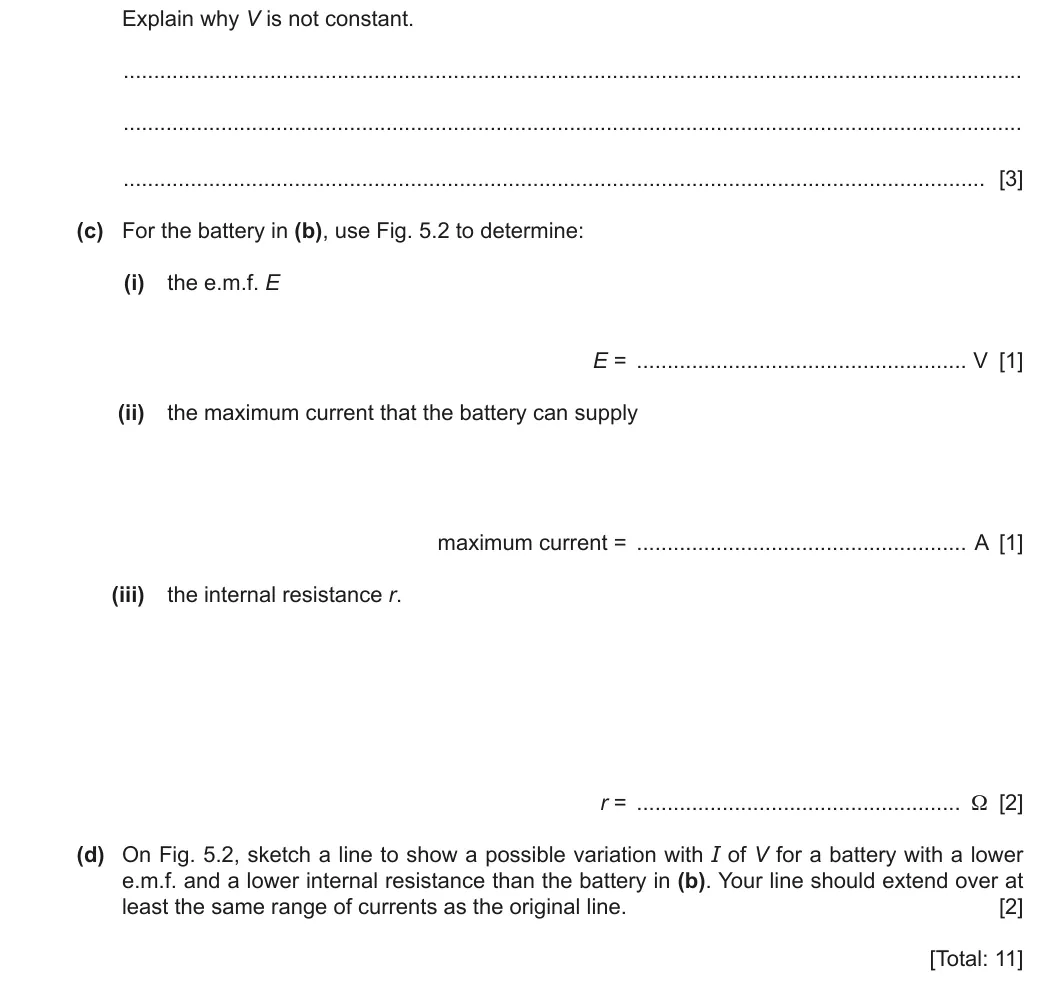 Explain why V is not constant.
..........................................................................................................................................................
..........................................................................................................................................................
.................................................................................................................................................... [3]
(c) For the battery in (b), use Fig. 5.2 to determine:
(i) the e.m.f. E
E = ...................................................... V [1]
(ii) the maximum current that the battery can supply
maximum current = ...................................................... A [1]
(iii) the internal resistance r.
r = ..................................................... Ω [2]
(d) On Fig. 5.2, sketch a line to show a possible variation with I of V for a battery with a lower
e.m.f. and a lower internal resistance than the battery in (b). Your line should extend over at
least the same range of currents as the original line. [2]
[Total: 11]